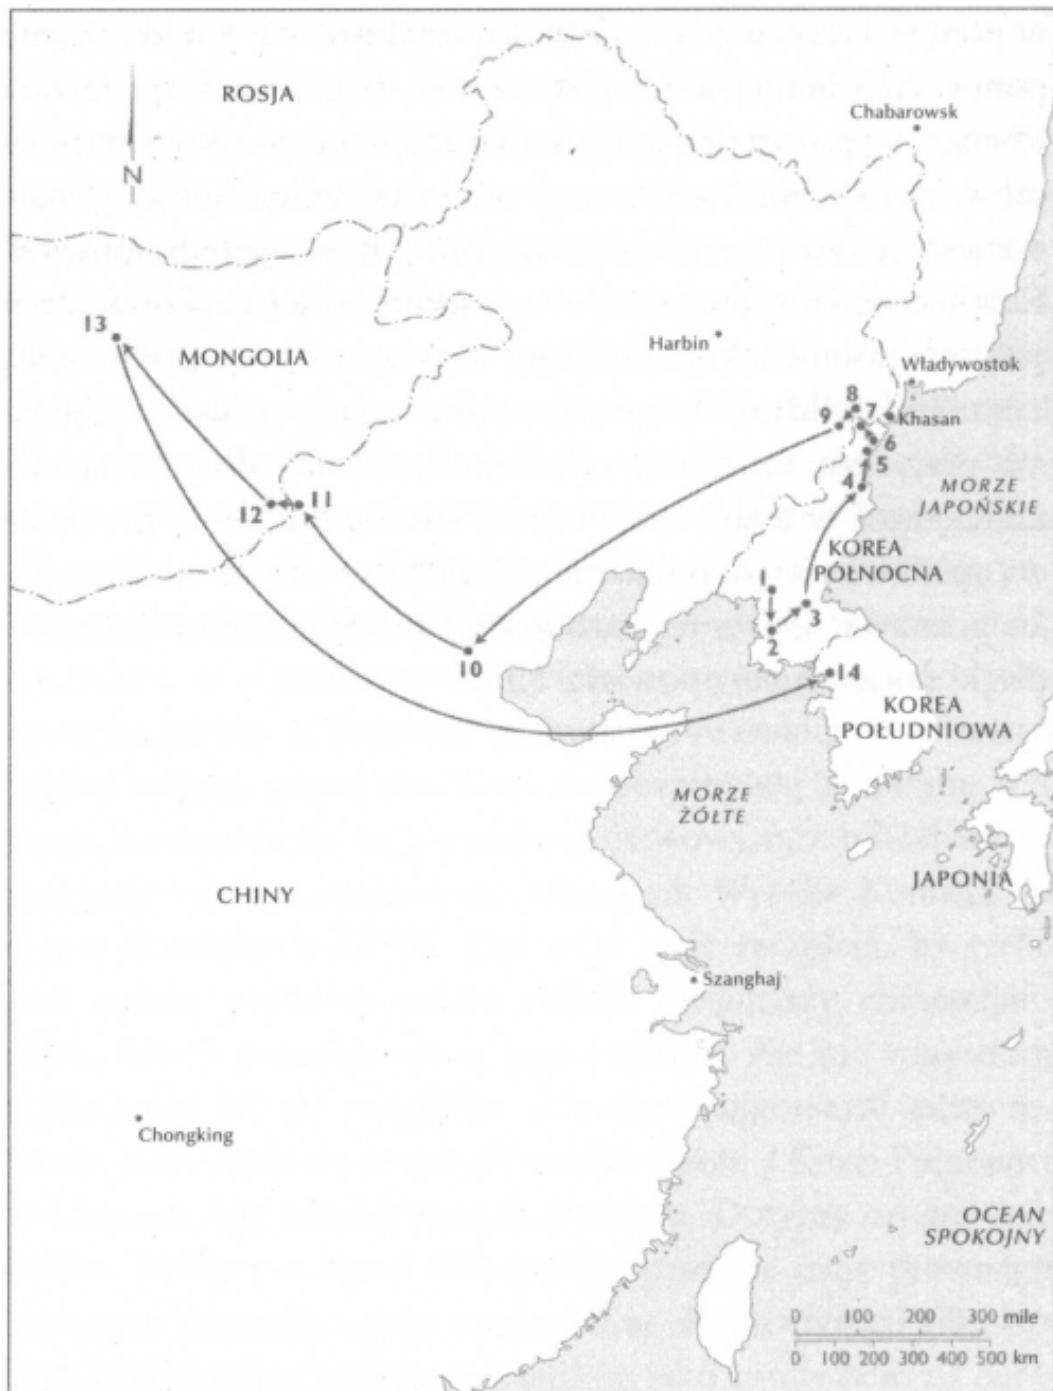 ROSJA
Chabarowsk
N
13
MONGOLIA
Harbin
Władywostok
8
9
7
Khasan
6
5
4
MORZE
JAPOŃSKIE
12
11
KOREA
PÓŁNOCNA
1
3
2
10
14
KOREA
POŁUDNIOWA
MORZE
ŻÓŁTE
JAPONIA
CHINY
Szanghaj
Chongking
OCEAN
SPOKOJNY
0 100 200 300 mile
0 100 200 300 400 500 km